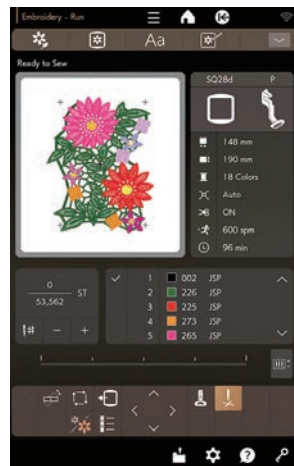 Embroidery - Run
Aa
Ready to Sew
SQ28d P
148 mm
190 mm
18 Colors
Auto
ON
600 spm
96 min
0
53,562 ST
1 002 JSP
2 226 JSP
3 225 JSP
4 273 JSP
5 265 JSP
# - +